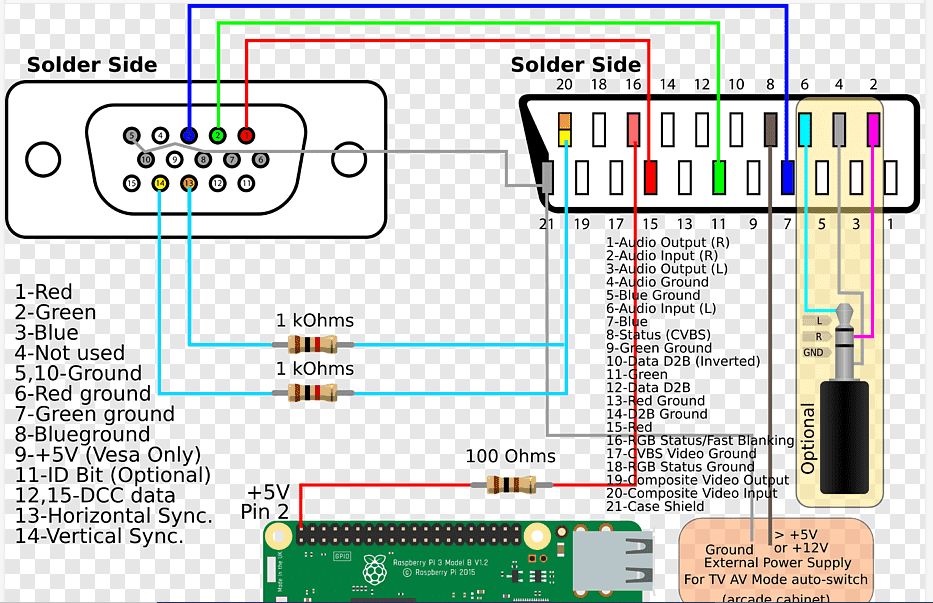 Solder Side
5 4 3 2 1
10 9 8 7 6
15 14 13 12 11
Solder Side
20 18 16 14 12 10 8 6 4 2
21 19 17 15 13 11 9 7 5 3 1
1-Red
2-Green
3-Blue
4-Not used
5,10-Ground
6-Red ground
7-Green ground
8-Blueground
9-+5V (Vesa Only)
11-ID Bit (Optional)
12,15-DCC data
13-Horizontal Sync.
14-Vertical Sync.
1 kOhms
1 kOhms
100 Ohms
+5V
Pin 2
1-Audio Output (R)
2-Audio Input (R)
3-Audio Output (L)
4-Audio Ground
5-Blue Ground
6-Audio Input (L)
7-Blue
8-Status (CVBS)
9-Green Ground
10-Data D2B (Inverted)
11-Green
12-Data D2B
13-Red Ground
14-D2B Ground
15-Red
16-RGB Status/Fast Blanking
17-CVBS Video Ground
18-RGB Status Ground
19-Composite Video Output
20-Composite Video Input
21-Case Shield
L
R
GND
Optional
Made in the UK
GPIO
Raspberry Pi 3 Model B V1.2
© Raspberry Pi 2015
> +5V
or +12V
Ground
External Power Supply
For TV AV Mode auto-switch
(arcade cabinet)